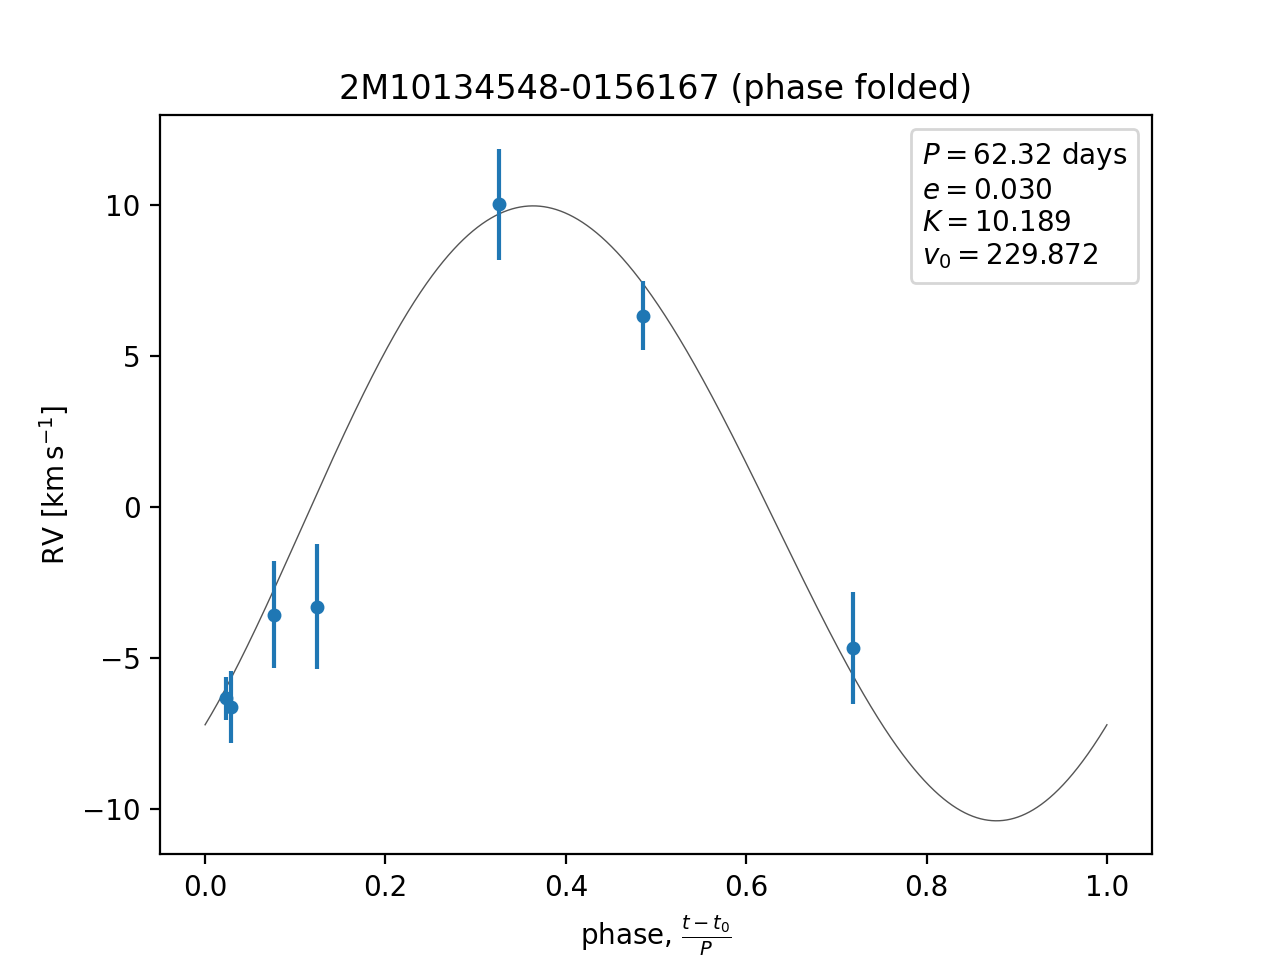 2M10134548-0156167 (phase folded)
P = 62.32 days
e = 0.030
K = 10.189
v₀ = 229.872
RV [km s⁻¹]
10
5
0
−5
−10
0.0 0.2 0.4 0.6 0.8 1.0
phase, (t − t₀)/P